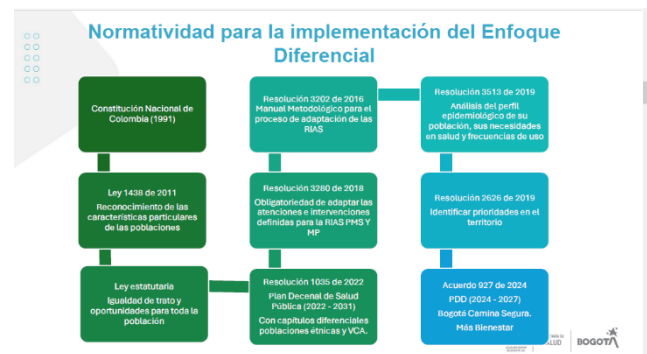 Normatividad para la implementación del Enfoque
Diferencial
Constitución Nacional de
Colombia (1991)
Ley 1438 de 2011
Reconocimiento de las
características particulares
de las poblaciones
Ley estatutaria
Igualdad de trato y
oportunidades para toda la
población
Resolución 1035 de 2022
Plan Decenal de Salud
Pública (2022 - 2031)
Con capítulos diferenciales
poblaciones étnicas y VCA.
Resolución 3280 de 2018
Obligatoriedad de adaptar las
atenciones e intervenciones
definidas para la RIAS PMS Y
MP
Resolución 3202 de 2016
Manual Metodológico para el
proceso de adaptación de las
RIAS
Resolución 3513 de 2019
Análisis del perfil
epidemiológico de su
población, sus necesidades
en salud y frecuencias de uso
Resolución 2626 de 2019
Identificar prioridades en el
territorio
Acuerdo 927 de 2024
PDD (2024 - 2027)
Bogotá Camina Segura.
Más Bienestar
BOGOTÁ